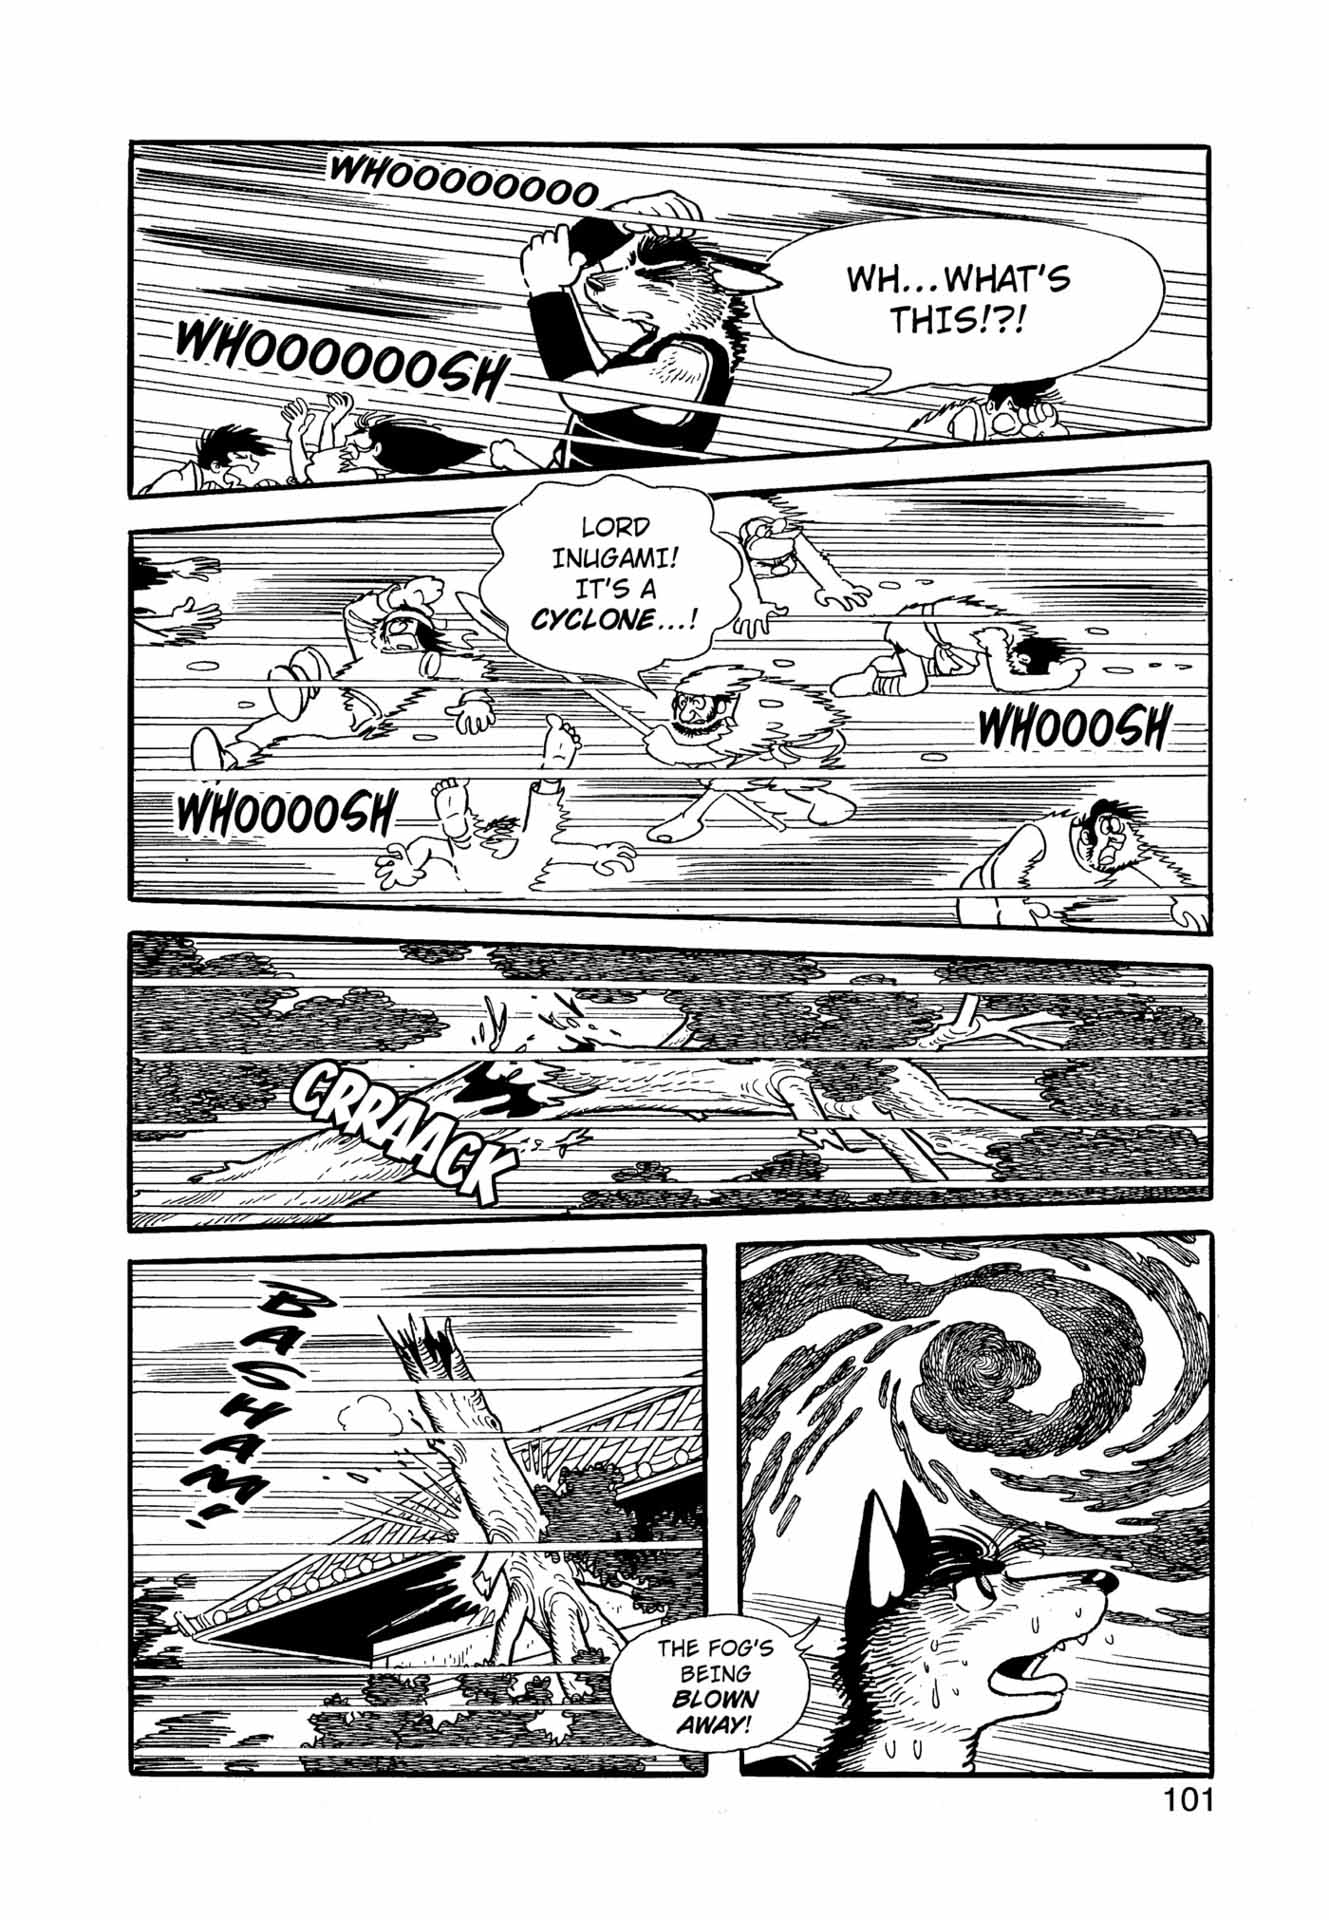 WHOOOOOOOO
WH...WHAT'S
THIS!?!
WHOOOOOOSH
LORD
INUGAMI!
IT'S A
CYCLONE...!
WHOOOSH
WHOOOOSH
CRRAACK
BASHAM!
THE FOG'S
BEING
BLOWN
AWAY!
101